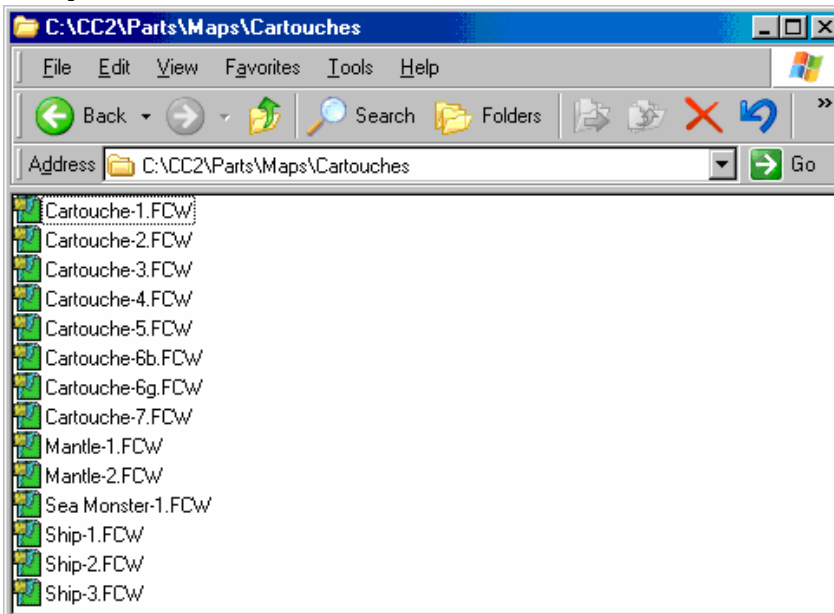 C:\CC2\Parts\Maps\Cartouches
File Edit View Favorites Tools Help
Back Search Folders »
Address C:\CC2\Parts\Maps\Cartouches Go
Cartouche-1.FCW
Cartouche-2.FCW
Cartouche-3.FCW
Cartouche-4.FCW
Cartouche-5.FCW
Cartouche-6b.FCW
Cartouche-6g.FCW
Cartouche-7.FCW
Mantle-1.FCW
Mantle-2.FCW
Sea Monster-1.FCW
Ship-1.FCW
Ship-2.FCW
Ship-3.FCW